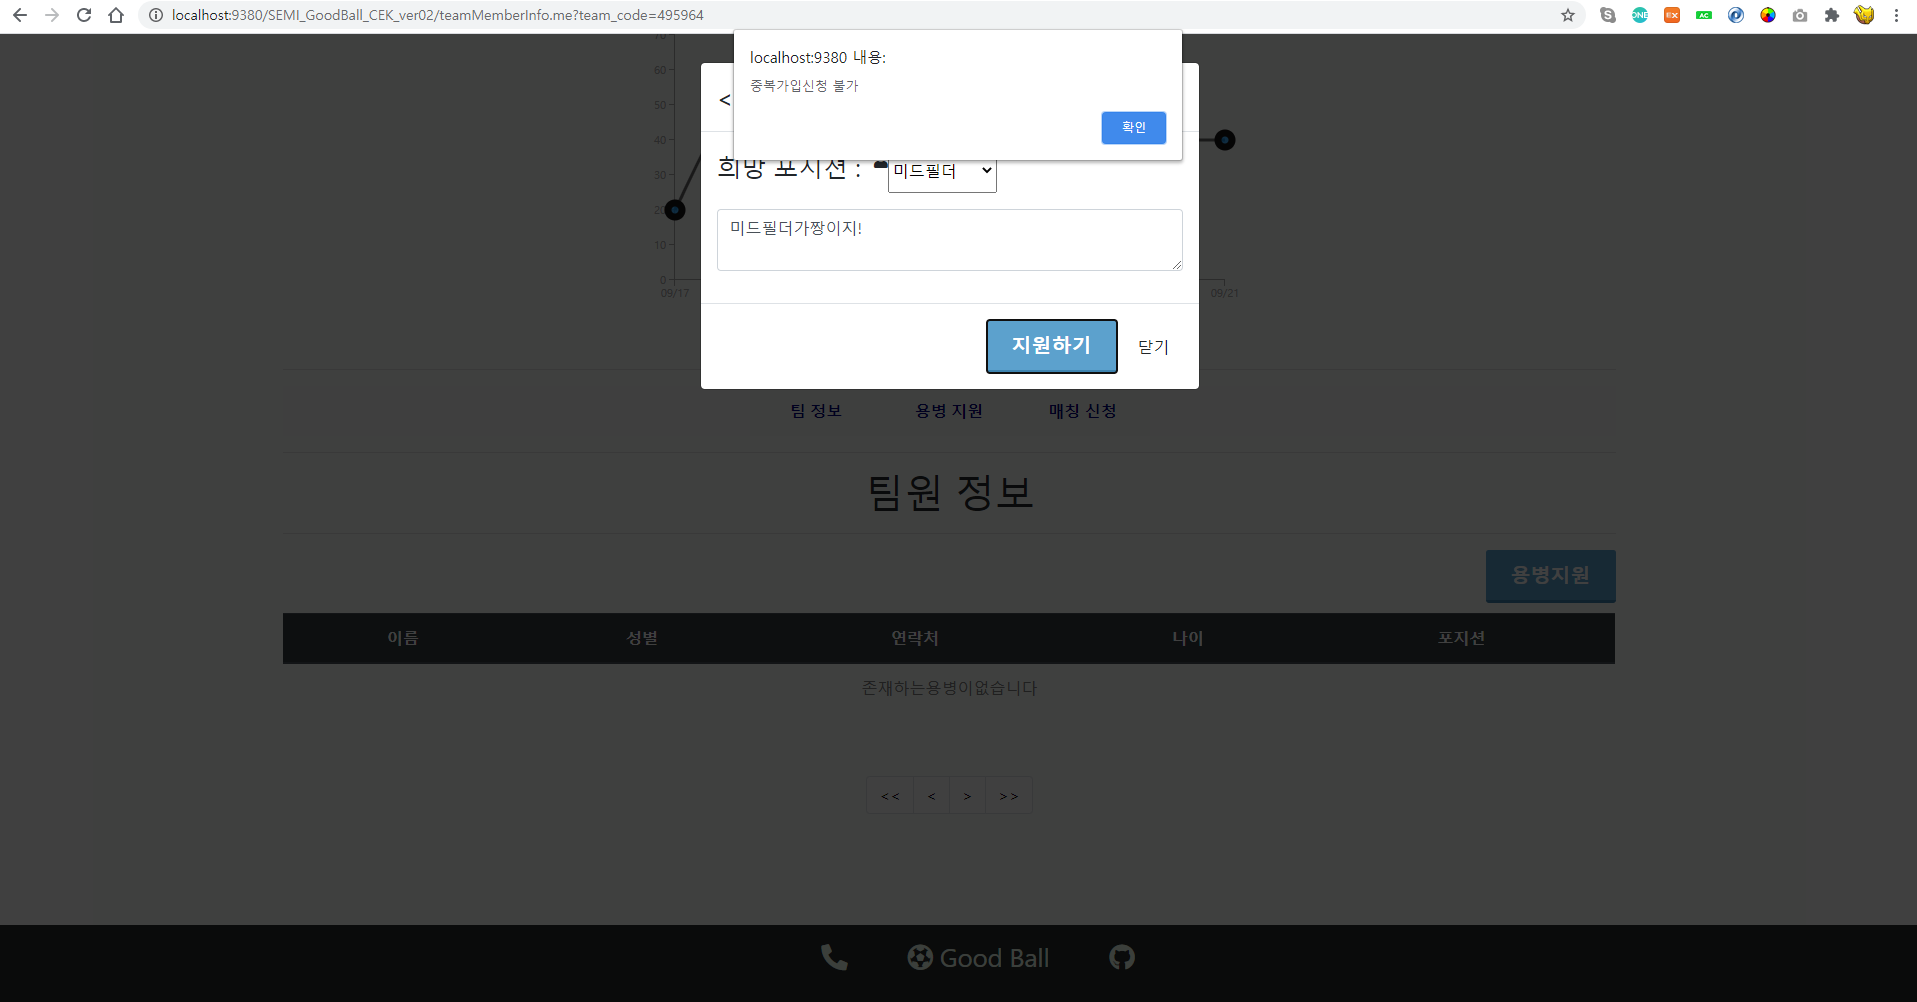 localhost:9380/SEMI_GoodBall_CEK_ver02/teamMemberInfo.me?team_code=495964
ONE
EX
AC
localhost:9380 내용:
중복가입신청 불가
확인
<
희망 포지션 :
미드필더
미드필더가짱이지!
지원하기
닫기
70
60
50
40
30
20
10
0
09/17
09/21
팀 정보
용병 지원
매칭 신청
팀원 정보
용병지원
이름
성별
연락처
나이
포지션
존재하는용병이없습니다
<<
<
>
>>
Good Ball